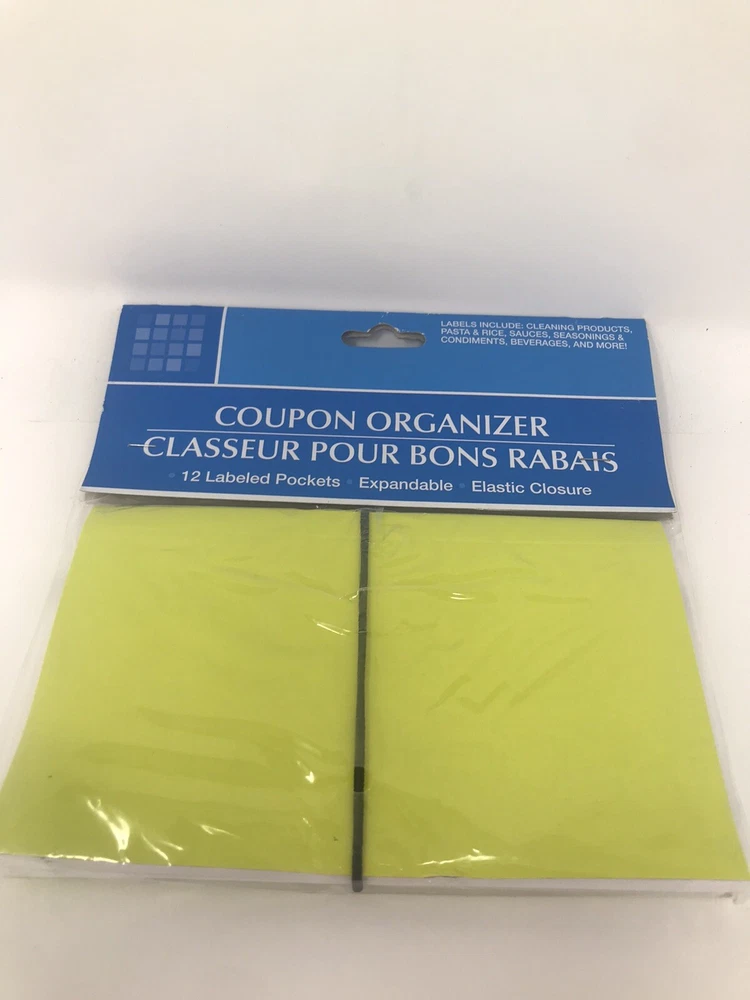 LABELS INCLUDE: CLEANING PRODUCTS,
PASTA & RICE, SAUCES, SEASONINGS &
CONDIMENTS, BEVERAGES, AND MORE!
COUPON ORGANIZER
CLASSEUR POUR BONS RABAIS
• 12 Labeled Pockets • Expandable • Elastic Closure